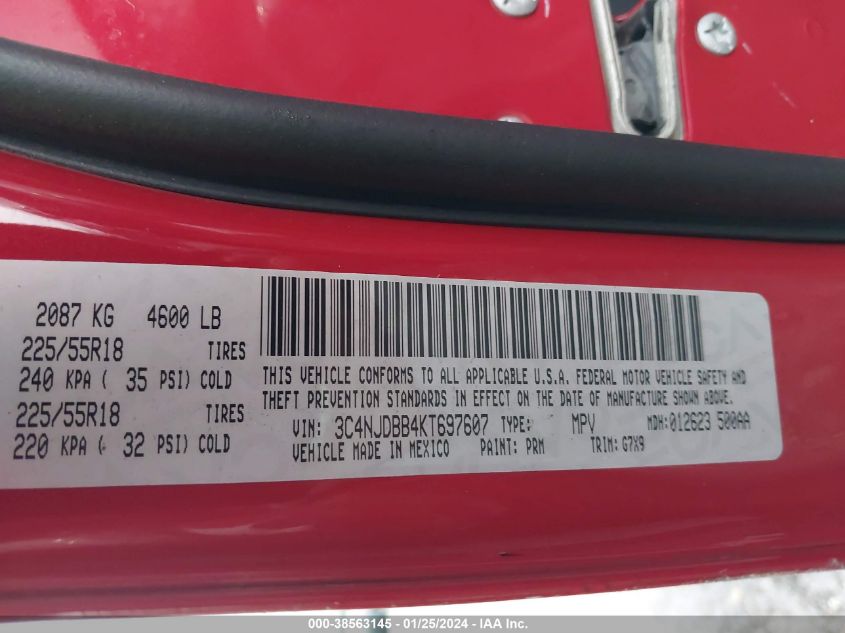 2087 KG 4600 LB
225/55R18 TIRES
240 KPA ( 35 PSI) COLD
225/55R18 TIRES
220 KPA ( 32 PSI) COLD
THIS VEHICLE CONFORMS TO ALL APPLICABLE U.S.A. FEDERAL MOTOR VEHICLE SAFETY AND
THEFT PREVENTION STANDARDS IN EFFECT ON THE DATE OF MANUFACTURE SHOWN ABOVE.
VIN: 3C4NJDBB4KT697607 TYPE: MPV MDH: 012623 500AA
VEHICLE MADE IN MEXICO PAINT: PRM TRIM: G7X9
000-38563145 - 01/25/2024 - IAA Inc.